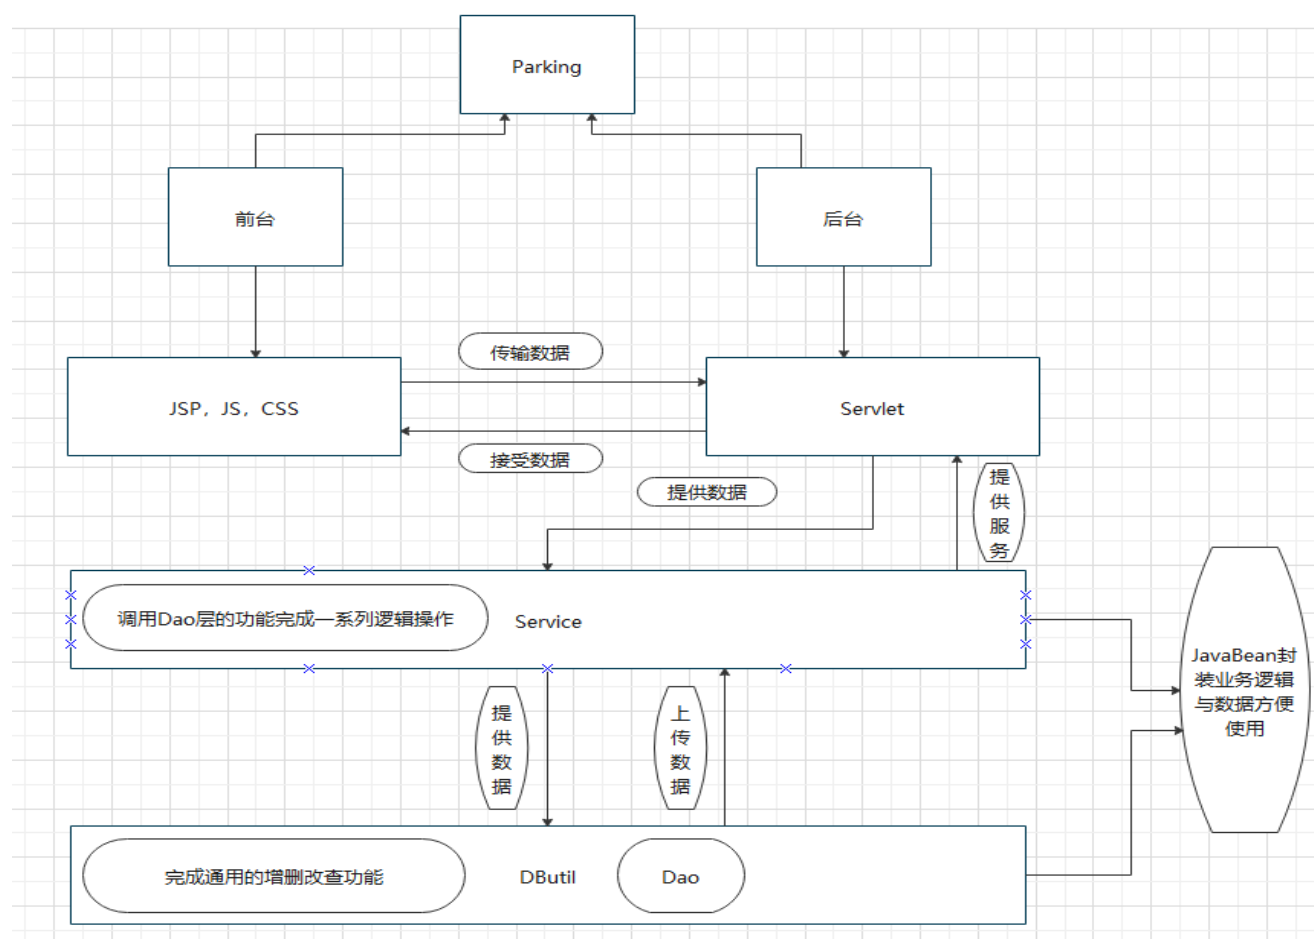 Parking
前台
后台
传输数据
JSP，JS，CSS
Servlet
接受数据
提供数据
提
供
服
务
调用Dao层的功能完成一系列逻辑操作
Service
JavaBean封
装业务逻辑
与数据方便
使用
提
供
数
据
上
传
数
据
完成通用的增删改查功能
DButil
Dao